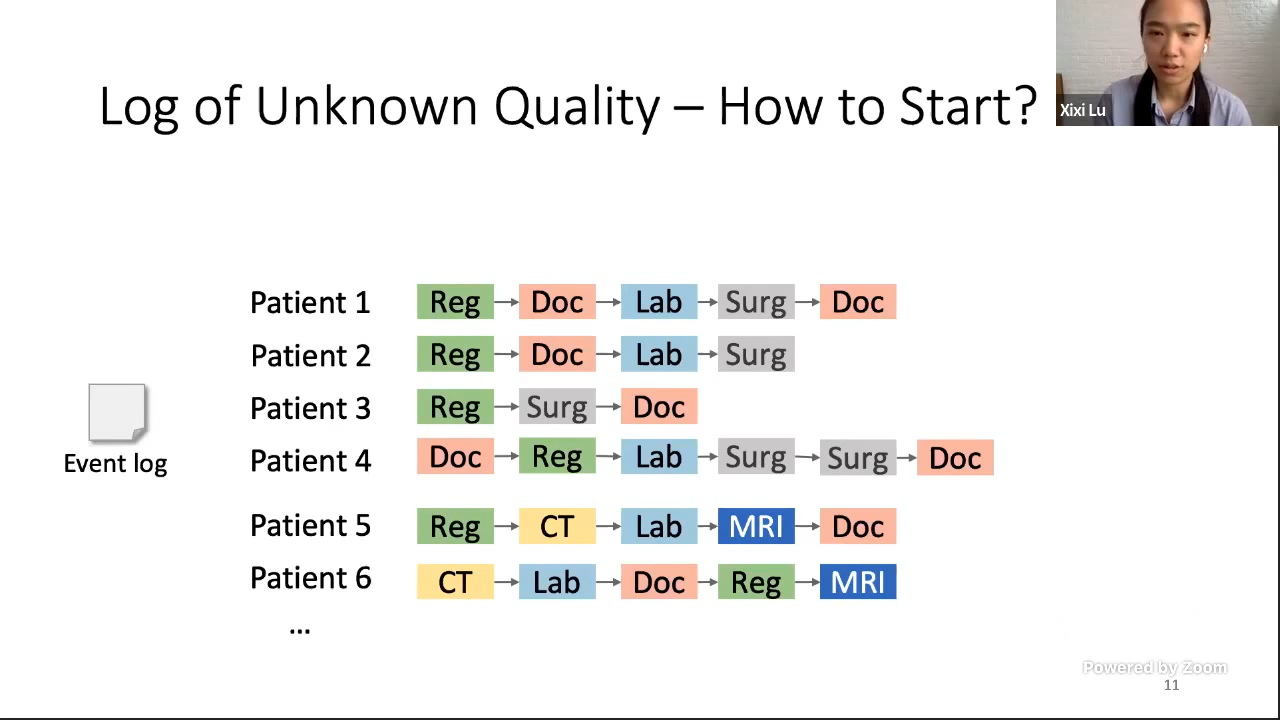 Log of Unknown Quality – How to Start?
Xixi Lu
Patient 1 Reg Doc Lab Surg Doc
Patient 2 Reg Doc Lab Surg
Patient 3 Reg Surg Doc
Patient 4 Doc Reg Lab Surg Surg Doc
Event log
Patient 5 Reg CT Lab MRI Doc
Patient 6 CT Lab Doc Reg MRI
...
Powered by Zoom
11